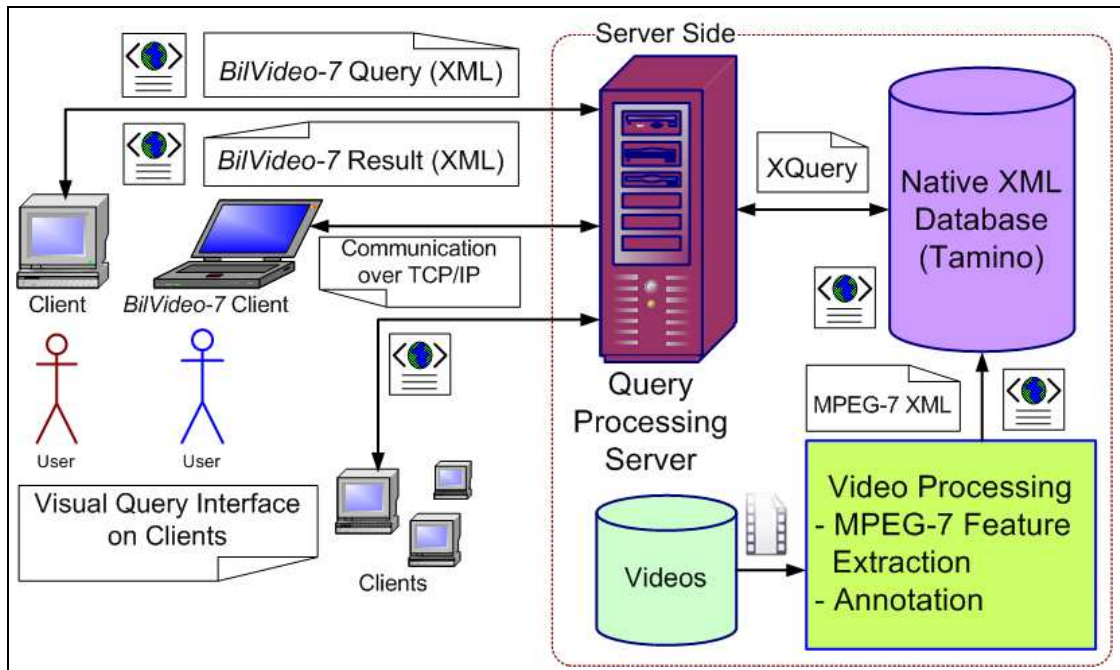 Server Side
BilVideo-7 Query (XML)
BilVideo-7 Result (XML)
XQuery
Native XML
Database
(Tamino)
Communication
over TCP/IP
Client
BilVideo-7 Client
Query
Processing
Server
MPEG-7 XML
User
User
Visual Query Interface
on Clients
Clients
Videos
Video Processing
- MPEG-7 Feature
Extraction
- Annotation